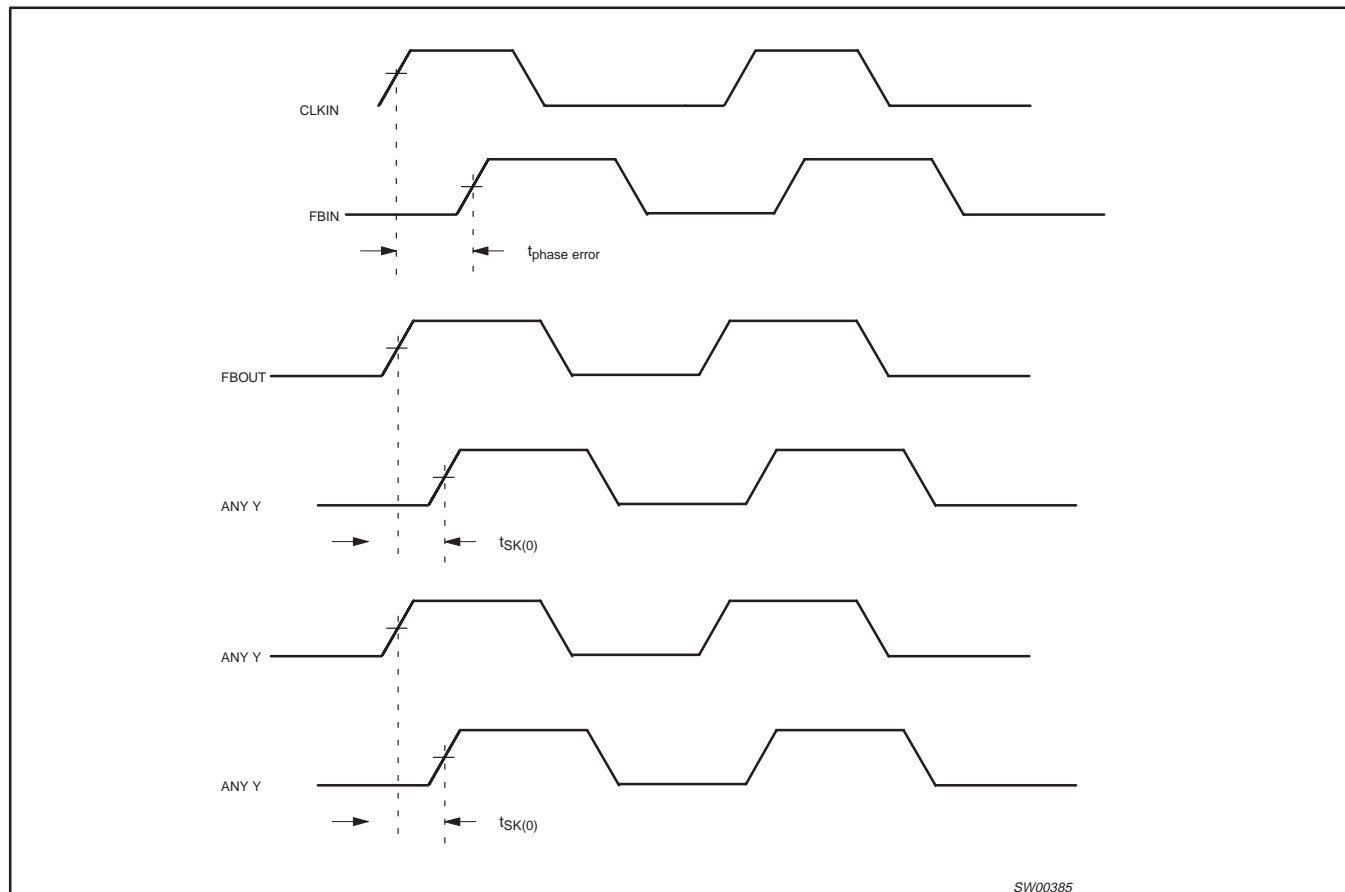 CLKIN
FBIN
tphase error
FBOUT
ANY Y
tSK(0)
ANY Y
ANY Y
tSK(0)
SW00385